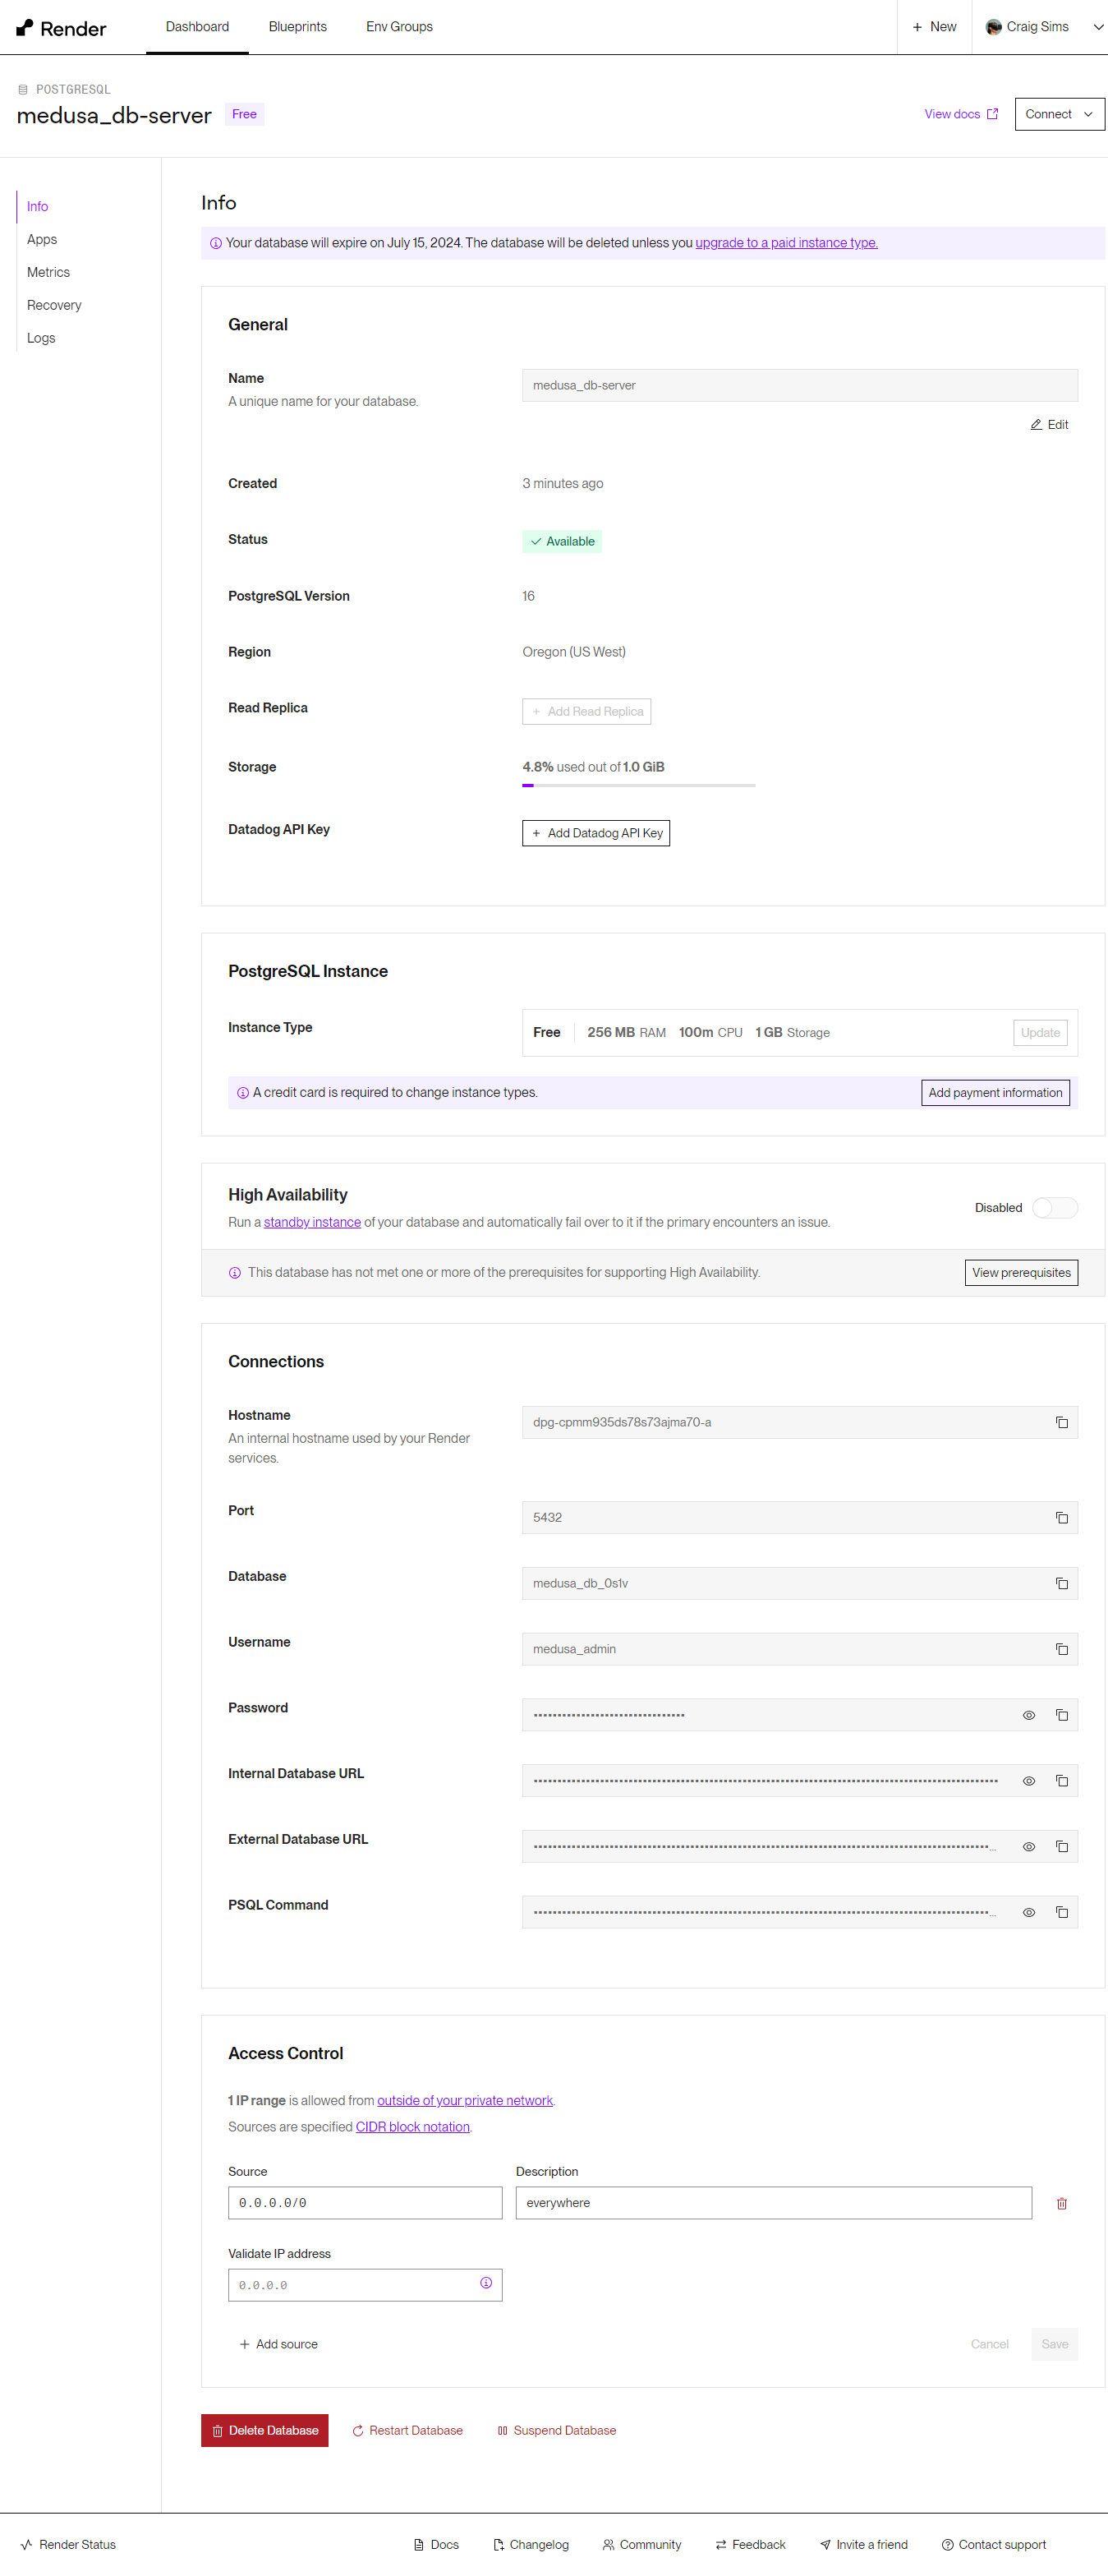 Render
Dashboard
Blueprints
Env Groups
+ New
Craig Sims
POSTGRESQL
medusa_db-server
Free
View docs
Connect
Info
Apps
Metrics
Recovery
Logs
Info
Your database will expire on July 15, 2024. The database will be deleted unless you upgrade to a paid instance type.
General
Name
A unique name for your database.
medusa_db-server
Edit
Created
3 minutes ago
Status
Available
PostgreSQL Version
16
Region
Oregon (US West)
Read Replica
+ Add Read Replica
Storage
4.8% used out of 1.0 GiB
Datadog API Key
+ Add Datadog API Key
PostgreSQL Instance
Instance Type
Free 256 MB RAM 100m CPU 1 GB Storage
Update
A credit card is required to change instance types.
Add payment information
High Availability
Run a standby instance of your database and automatically fail over to it if the primary encounters an issue.
Disabled
This database has not met one or more of the prerequisites for supporting High Availability.
View prerequisites
Connections
Hostname
An internal hostname used by your Render
services.
dpg-cpmm935ds78s73ajma70-a
Port
5432
Database
medusa_db_0s1v
Username
medusa_admin
Password
Internal Database URL
External Database URL
PSQL Command
Access Control
1 IP range is allowed from outside of your private network.
Sources are specified CIDR block notation.
Source
Description
0.0.0.0/0
everywhere
Validate IP address
0.0.0.0
+ Add source
Cancel
Save
Delete Database
Restart Database
Suspend Database
Render Status
Docs
Changelog
Community
Feedback
Invite a friend
Contact support